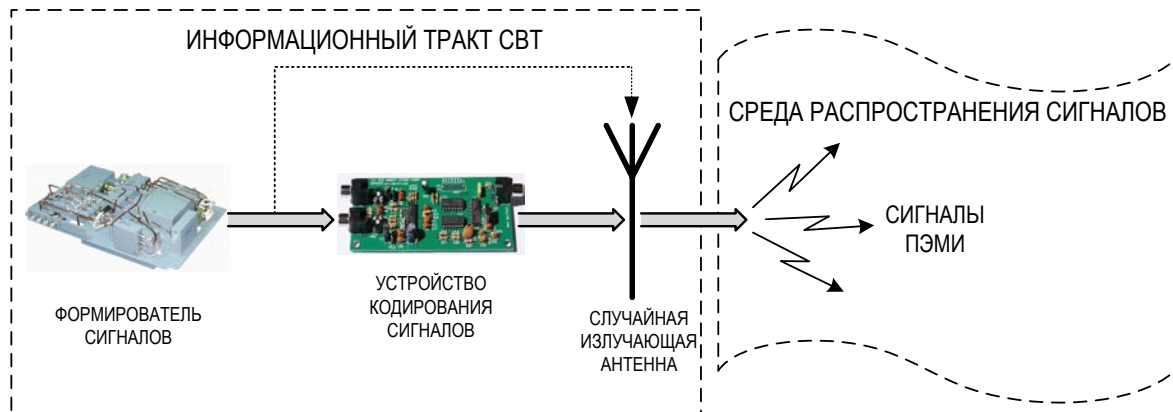 ИНФОРМАЦИОННЫЙ ТРАКТ СВТ
СРЕДА РАСПРОСТРАНЕНИЯ СИГНАЛОВ
СИГНАЛЫ
ПЭМИ
ФОРМИРОВАТЕЛЬ
СИГНАЛОВ
УСТРОЙСТВО
КОДИРОВАНИЯ
СИГНАЛОВ
СЛУЧАЙНАЯ
ИЗЛУЧАЮЩАЯ
АНТЕННА